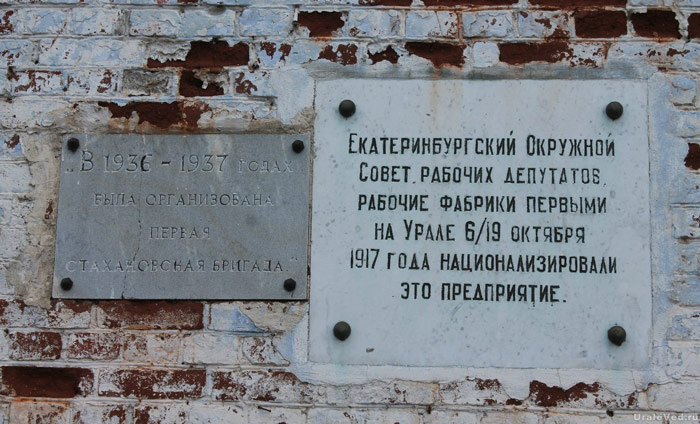 „В 1936 - 1937 годах
была организована
первая
стахановская бригада."
Екатеринбургский Окружной
Совет рабочих депутатов,
рабочие фабрики первыми
на Урале 6/19 октября
1917 года национализировали
это предприятие.
UraloVed.ru